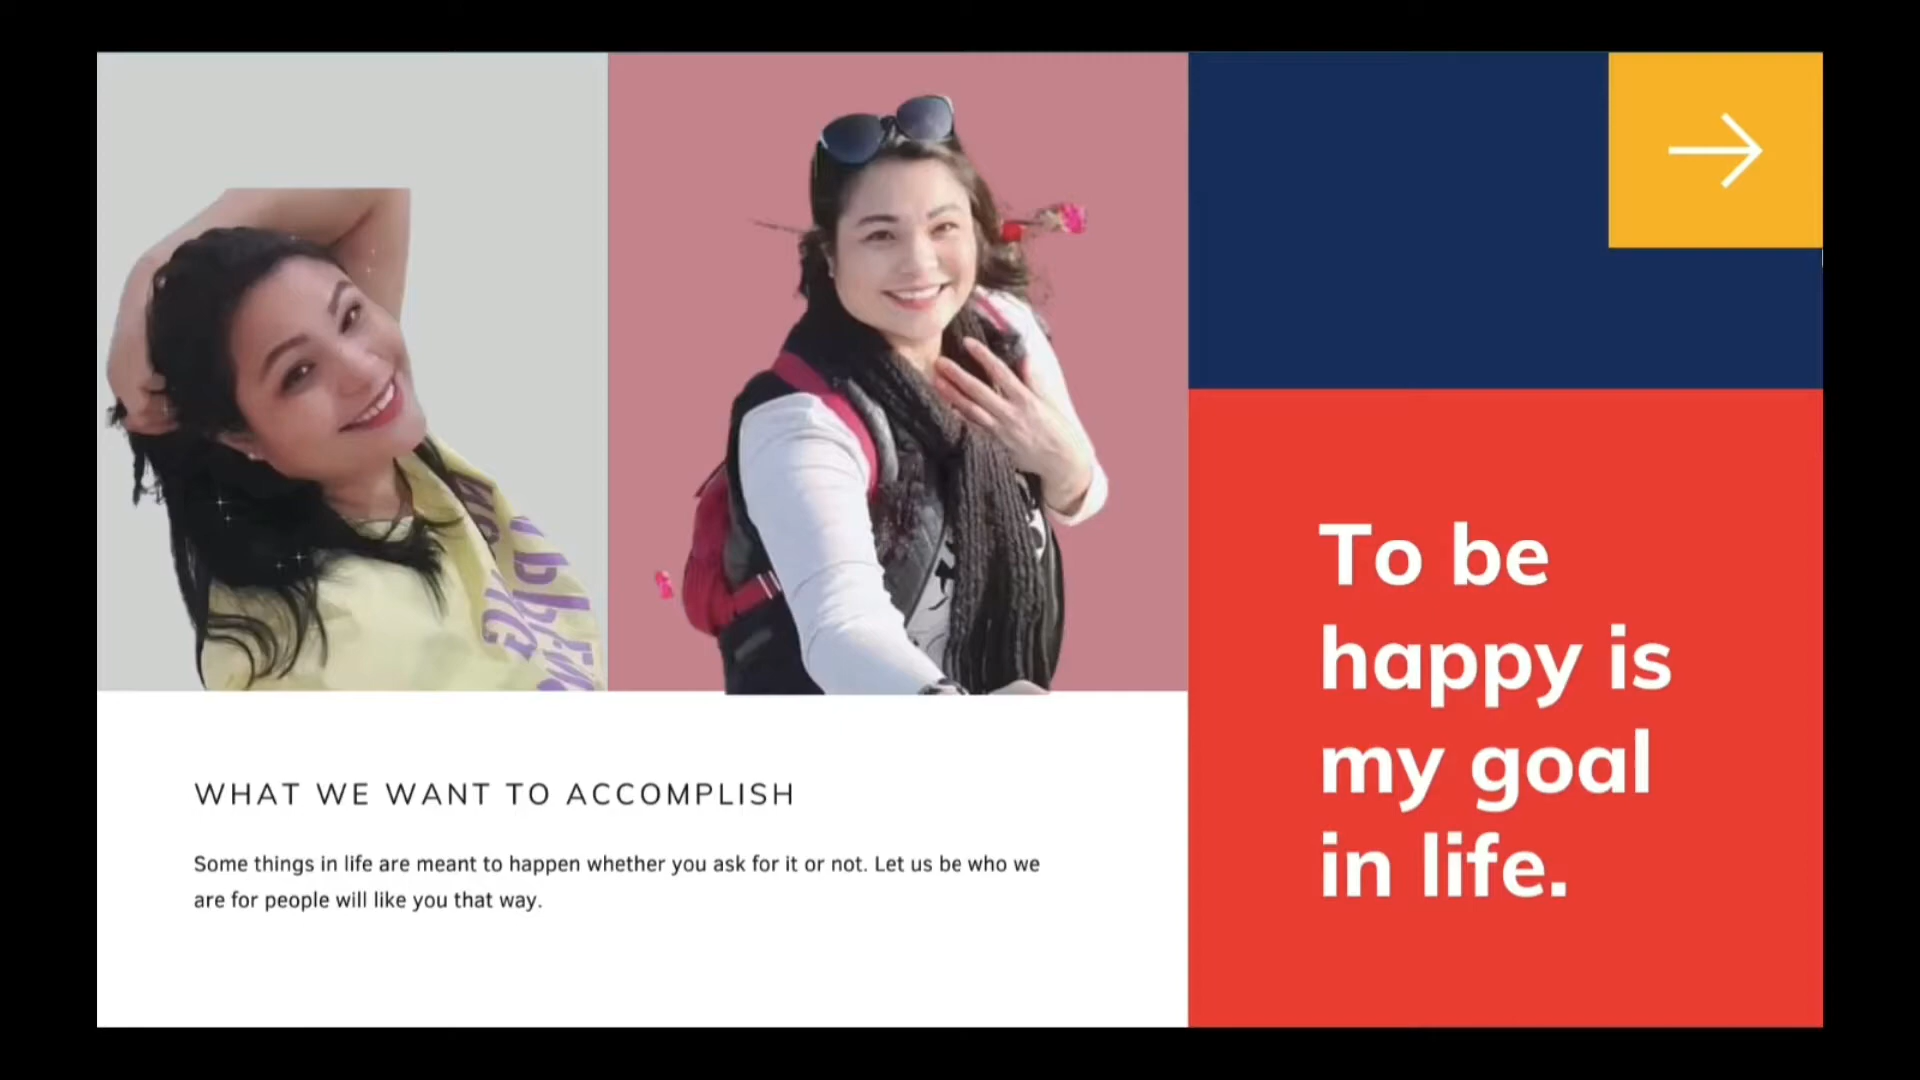 WHAT WE WANT TO ACCOMPLISH
Some things in life are meant to happen whether you ask for it or not. Let us be who we
are for people will like you that way.
To be
happy is
my goal
in life.